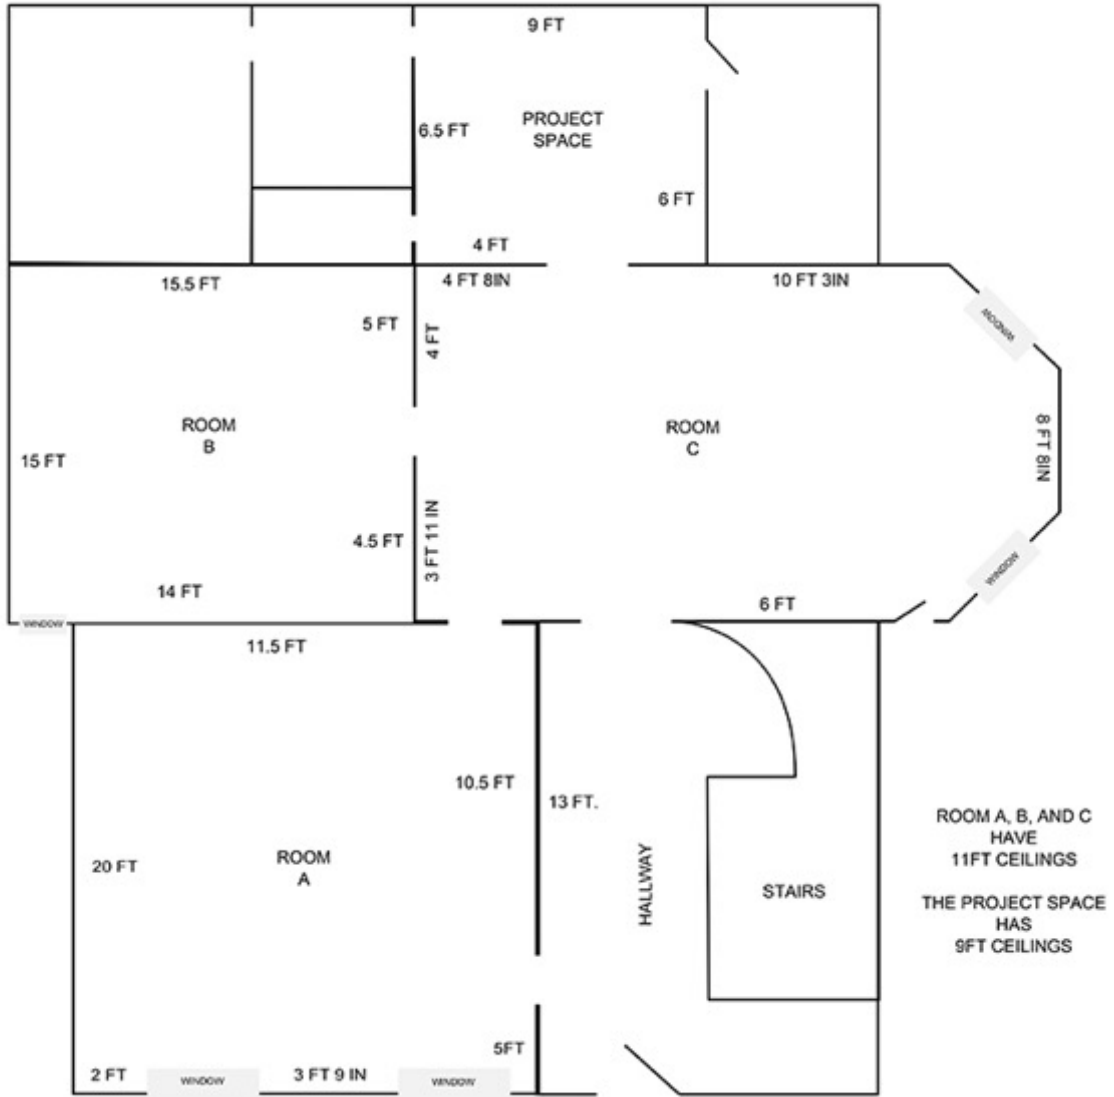 9 FT
PROJECT
SPACE
6.5 FT
6 FT
4 FT
15.5 FT
4 FT 8IN
10 FT 3IN
WINDOW
5 FT
4 FT
ROOM
B
ROOM
C
8 FT 8IN
15 FT
3 FT 11 IN
4.5 FT
WINDOW
14 FT
6 FT
WINDOW
11.5 FT
10.5 FT
13 FT.
ROOM A, B, AND C
HAVE
11FT CEILINGS
20 FT
ROOM
A
HALLWAY
STAIRS
THE PROJECT SPACE
HAS
9FT CEILINGS
5FT
2 FT
WINDOW
3 FT 9 IN
WINDOW